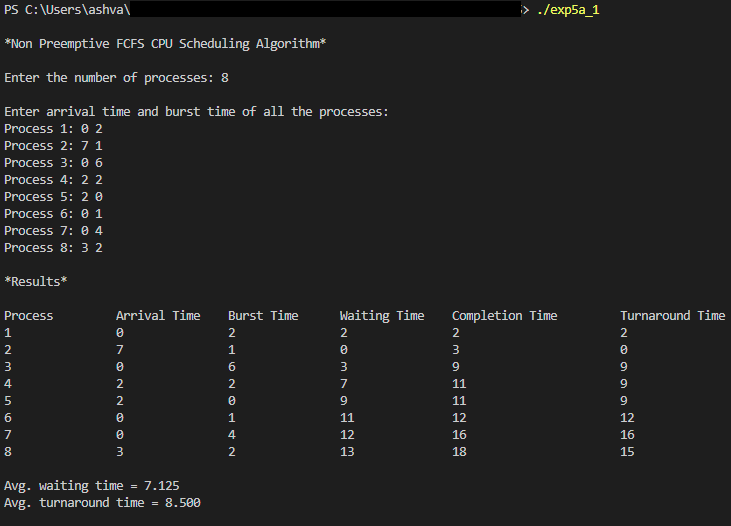 PS C:\Users\ashva\ > ./exp5a_1
*Non Preemptive FCFS CPU Scheduling Algorithm*
Enter the number of processes: 8
Enter arrival time and burst time of all the processes:
Process 1: 0 2
Process 2: 7 1
Process 3: 0 6
Process 4: 2 2
Process 5: 2 0
Process 6: 0 1
Process 7: 0 4
Process 8: 3 2
*Results*
Process Arrival Time Burst Time Waiting Time Completion Time Turnaround Time
1 0 2 2 2 2
2 7 1 0 3 0
3 0 6 3 9 9
4 2 2 7 11 9
5 2 0 9 11 9
6 0 1 11 12 12
7 0 4 12 16 16
8 3 2 13 18 15
Avg. waiting time = 7.125
Avg. turnaround time = 8.500